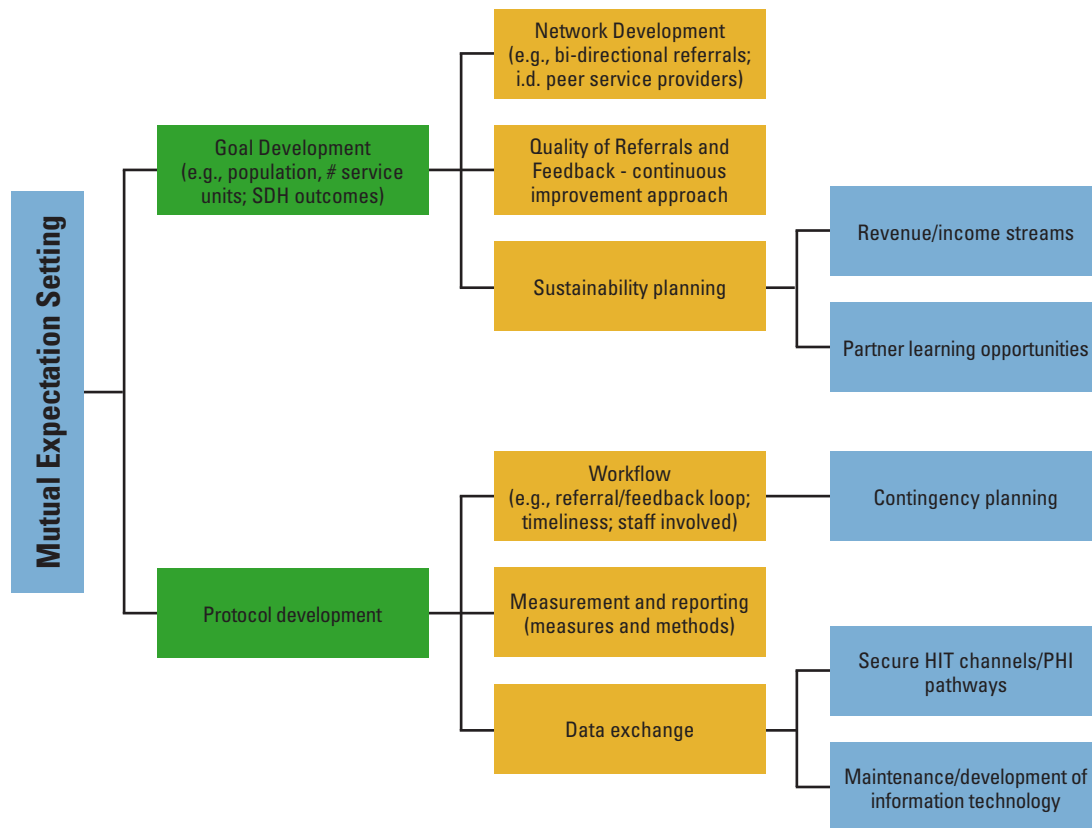 Mutual Expectation Setting
Goal Development
(e.g., population, # service
units; SDH outcomes)
Network Development
(e.g., bi-directional referrals;
i.d. peer service providers)
Quality of Referrals and
Feedback - continuous
improvement approach
Sustainability planning
Revenue/income streams
Partner learning opportunities
Protocol development
Workflow
(e.g., referral/feedback loop;
timeliness; staff involved)
Contingency planning
Measurement and reporting
(measures and methods)
Data exchange
Secure HIT channels/PHI
pathways
Maintenance/development of
information technology